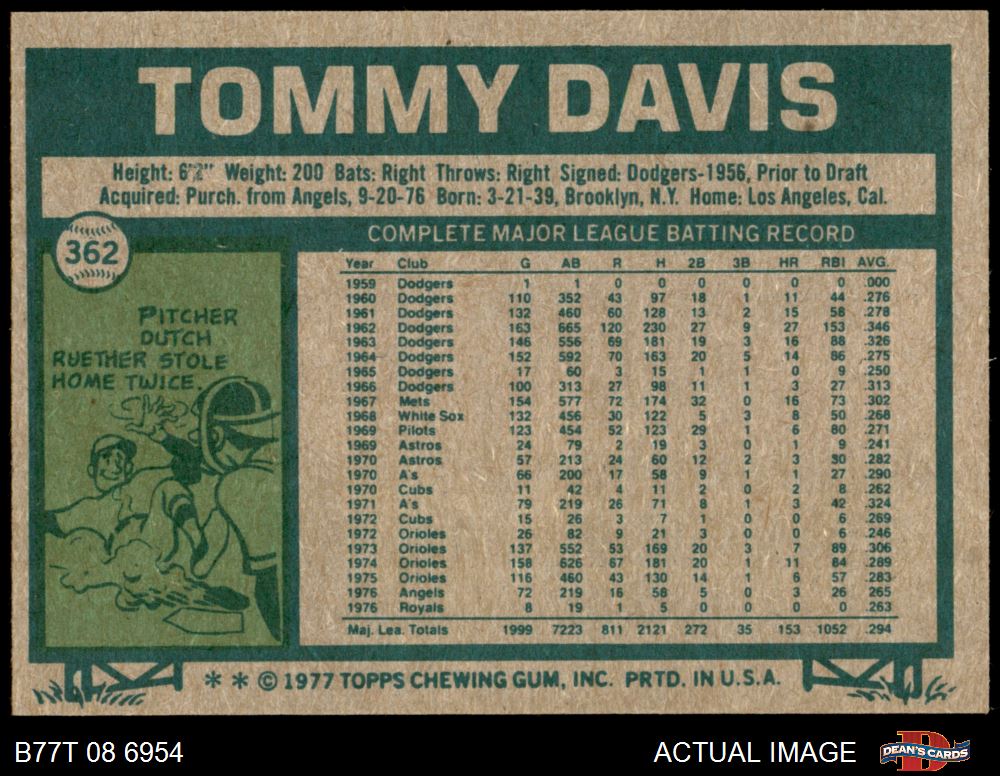 TOMMY DAVIS
Height: 6'2" Weight: 200 Bats: Right Throws: Right Signed: Dodgers-1956, Prior to Draft
Acquired: Purch. from Angels, 9-20-76 Born: 3-21-39, Brooklyn, N.Y. Home: Los Angeles, Cal.
362
PITCHER
DUTCH
RUETHER STOLE
HOME TWICE.
COMPLETE MAJOR LEAGUE BATTING RECORD
Year Club G AB R H 2B 3B HR RBI AVG.
1959 Dodgers 1 1 0 0 0 0 0 0 .000
1960 Dodgers 110 352 43 97 18 1 11 44 .276
1961 Dodgers 132 460 60 128 13 2 15 58 .278
1962 Dodgers 163 665 120 230 27 9 27 153 .346
1963 Dodgers 146 556 69 181 19 3 16 88 .326
1964 Dodgers 152 592 70 163 20 5 14 86 .275
1965 Dodgers 17 60 3 15 1 1 0 9 .250
1966 Dodgers 100 313 27 98 11 1 3 27 .313
1967 Mets 154 577 72 174 32 0 16 73 .302
1968 White Sox 132 456 30 122 5 3 8 50 .268
1969 Pilots 123 454 52 123 29 1 6 80 .271
1969 Astros 24 79 2 19 3 0 1 9 .241
1970 Astros 57 213 24 60 12 2 3 30 .282
1970 A's 66 200 17 58 9 1 1 27 .290
1970 Cubs 11 42 4 11 2 0 2 8 .262
1971 A's 79 219 26 71 8 1 3 42 .324
1972 Cubs 15 26 3 7 1 0 0 6 .269
1972 Orioles 26 82 9 21 3 0 0 6 .246
1973 Orioles 137 552 53 169 20 3 7 89 .306
1974 Orioles 158 626 67 181 20 1 11 84 .289
1975 Orioles 116 460 43 130 14 1 6 57 .283
1976 Angels 72 219 16 58 5 0 3 26 .265
1976 Royals 8 19 1 5 0 0 0 0 .263
Maj. Lea. Totals 1999 7223 811 2121 272 35 153 1052 .294
* * © 1977 TOPPS CHEWING GUM, INC. PRTD. IN U.S.A.
B77T 08 6954
ACTUAL IMAGE
DEAN'S CARDS